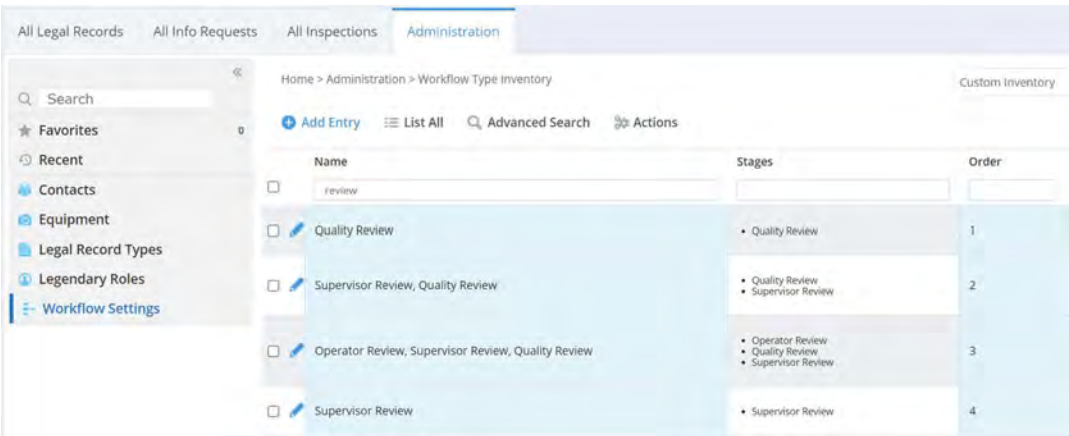 All Legal Records All Info Requests All Inspections Administration
«
Home > Administration > Workflow Type Inventory
Custom Inventory
Search
Favorites 0
Recent
Contacts
Equipment
Legal Record Types
Legendary Roles
Workflow Settings
Add Entry List All Advanced Search Actions
Name Stages Order
review
Quality Review • Quality Review 1
Supervisor Review, Quality Review • Quality Review 2
• Supervisor Review
Operator Review, Supervisor Review, Quality Review • Operator Review 3
• Quality Review
• Supervisor Review
Supervisor Review • Supervisor Review 4